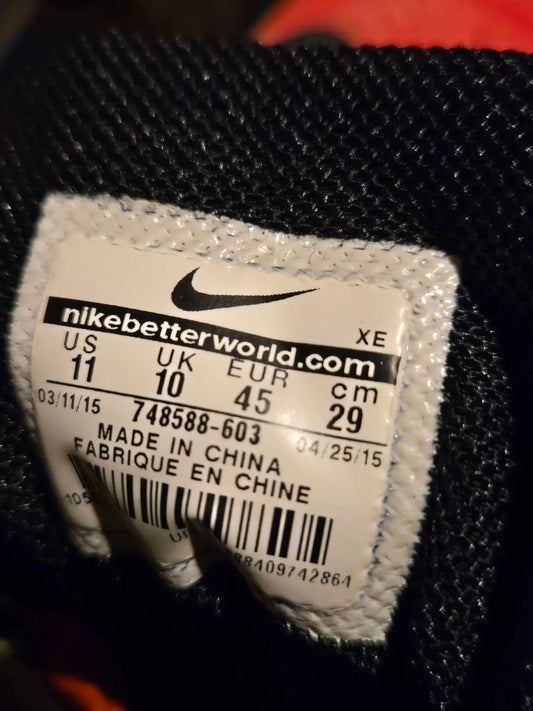 XE
nikebetterworld.com
US UK EUR cm
11 10 45 29
03/11/15 748588-603 04/25/15
MADE IN CHINA
FABRIQUE EN CHINE
88409742864